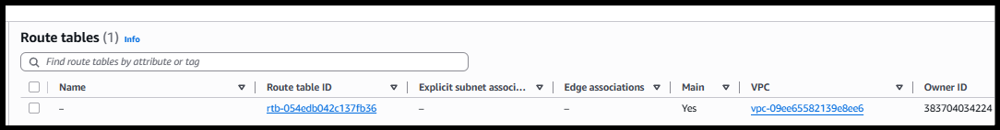 Route tables (1) Info
Find route tables by attribute or tag
Name Route table ID Explicit subnet associ... Edge associations Main VPC Owner ID
– rtb-054edb042c137fb36 – – Yes vpc-09ee65582139e8ee6 383704034224